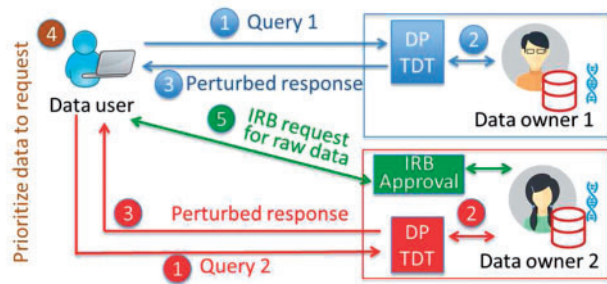 Prioritize data to request
4
Data user
1 Query 1
3 Perturbed response
DP
TDT
2
Data owner 1
5 IRB request
for raw data
IRB
Approval
Perturbed response
3
DP
TDT
2
1 Query 2
Data owner 2